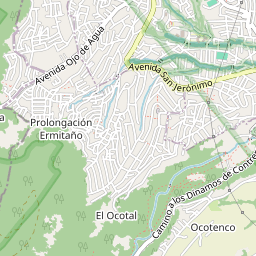 Avenida Ojo de Agua
Avenida San Jerónimo
Prolongación
Ermitaño
El Ocotal
Camino a los Dinamos de Contre
Ocotenco